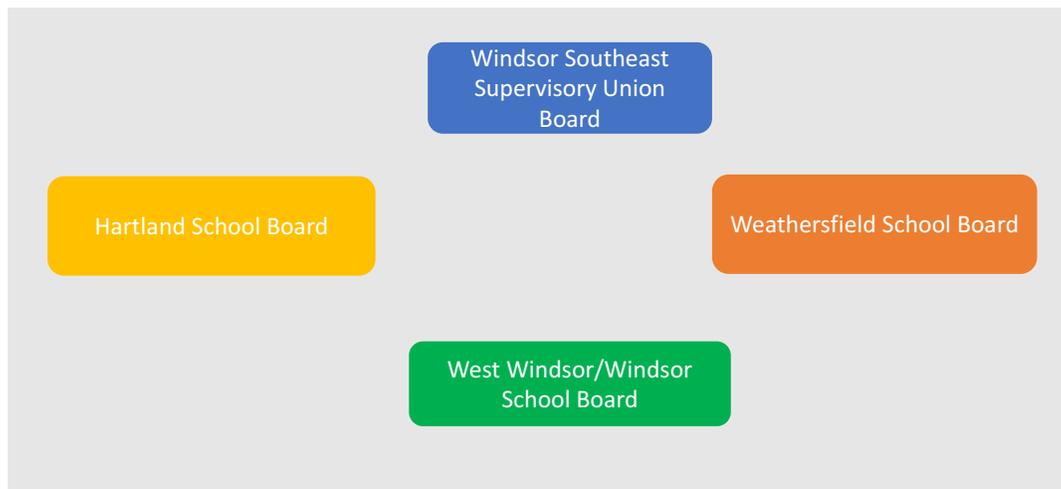 Windsor Southeast
Supervisory Union
Board
Hartland School Board
Weathersfield School Board
West Windsor/Windsor
School Board